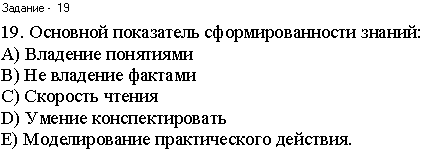 Задание - 19
19. Основной показатель сформированности знаний:
A) Владение понятиями
B) Не владение фактами
C) Скорость чтения
D) Умение конспектировать
E) Моделирование практического действия.